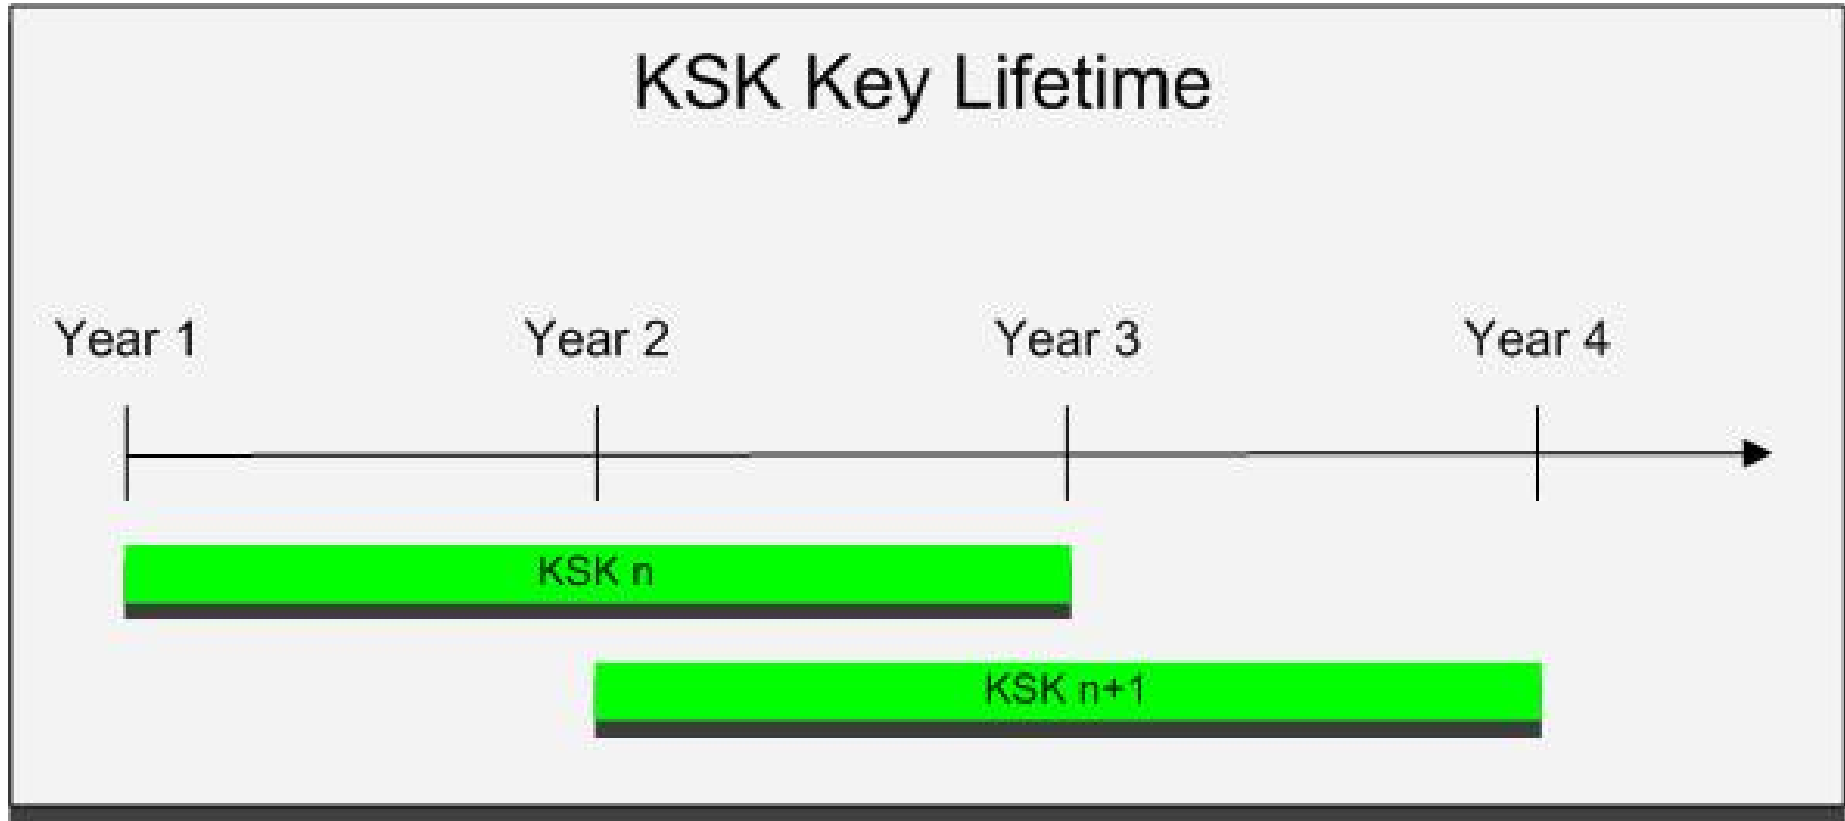 KSK Key Lifetime
Year 1 Year 2 Year 3 Year 4
KSK n
KSK n+1